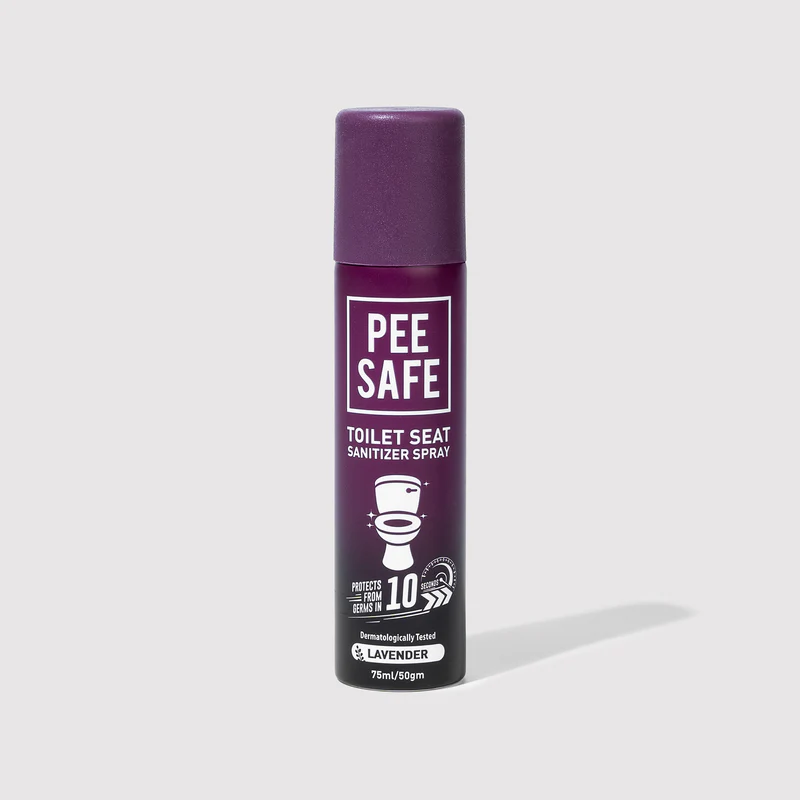 PEE
SAFE
TOILET SEAT
SANITIZER SPRAY
PROTECTS
FROM
GERMS IN
10
SECONDS
Dermatologically Tested
LAVENDER
75ml/50gm